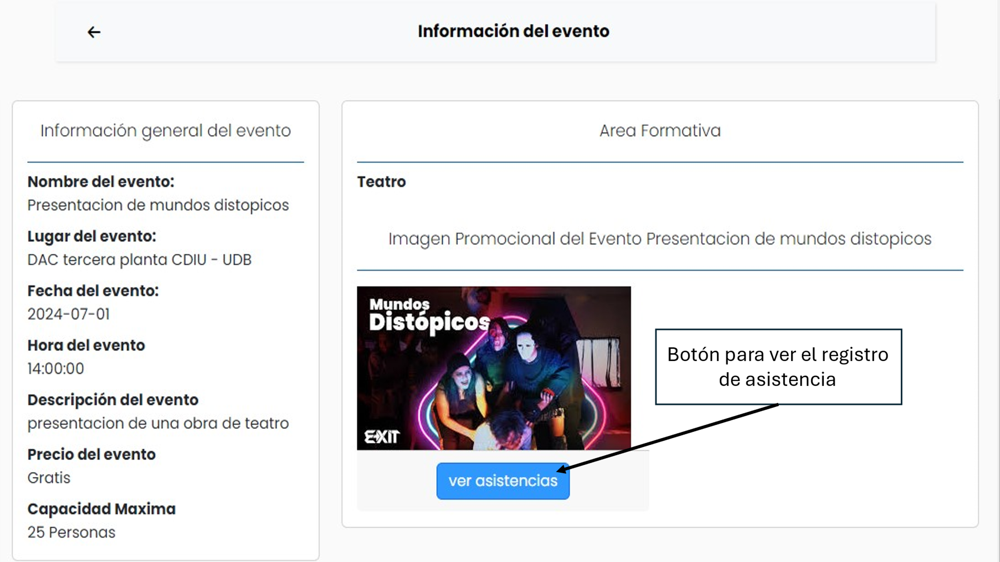 Información del evento
Información general del evento
Nombre del evento:
Presentacion de mundos distopicos
Lugar del evento:
DAC tercera planta CDIU - UDB
Fecha del evento:
2024-07-01
Hora del evento
14:00:00
Descripción del evento
presentacion de una obra de teatro
Precio del evento
Gratis
Capacidad Maxima
25 Personas
Area Formativa
Teatro
Imagen Promocional del Evento Presentacion de mundos distopicos
Mundos
Distópicos
EXIT
Botón para ver el registro
de asistencia
ver asistencias